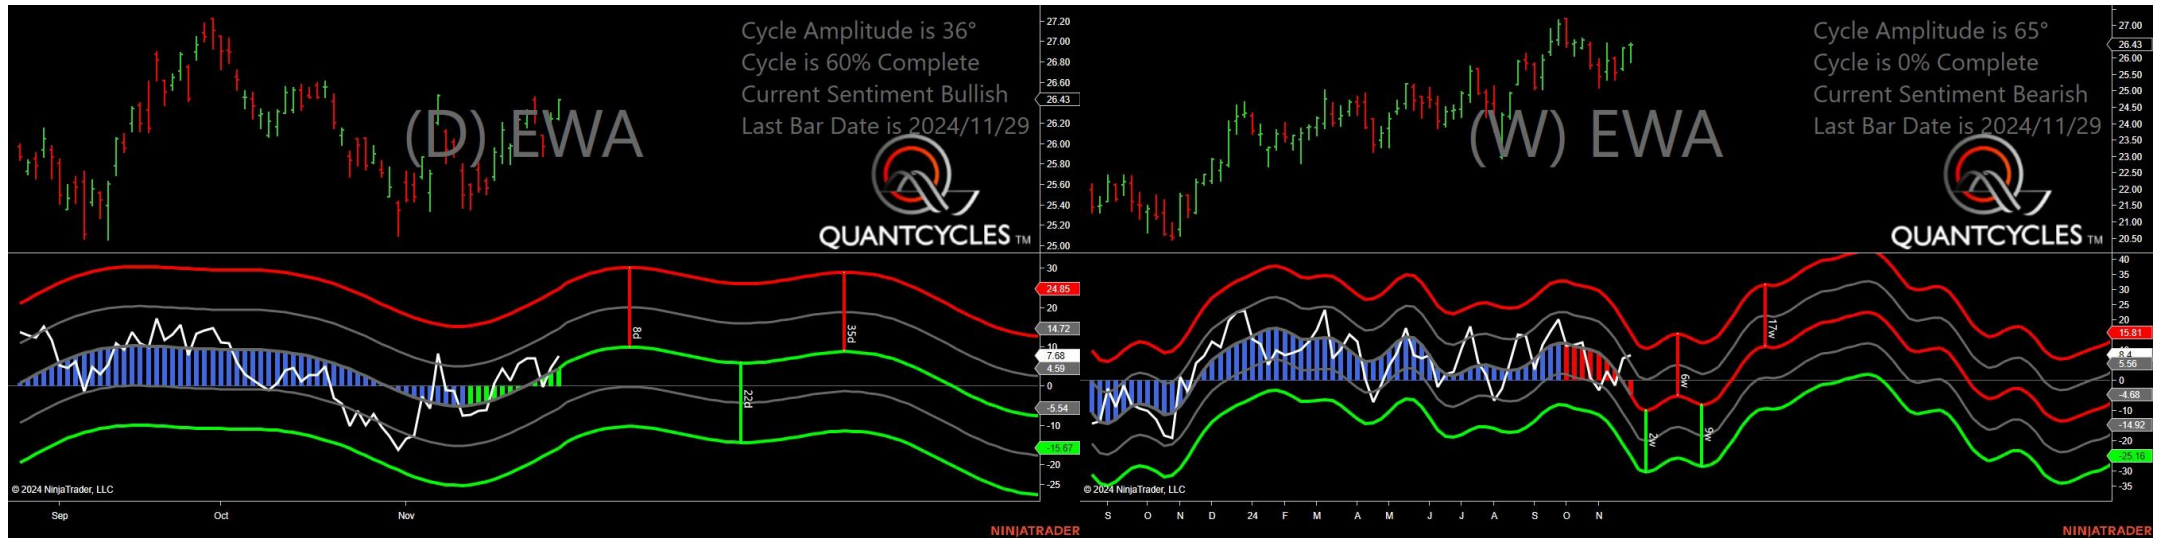 Cycle Amplitude is 36°
Cycle is 60% Complete
Current Sentiment Bullish
Last Bar Date is 2024/11/29
(D) EWA
QUANTCYCLES TM
27.20
27.00
26.80
26.60
26.43
26.20
26.00
25.80
25.60
25.40
25.20
25.00
30
24.85
20
14.72
10
7.68
4.59
0
-5.54
-10
-15.67
-20
-25
8d
22d
35d
© 2024 NinjaTrader, LLC
Sep
Oct
Nov
NINJATRADER
Cycle Amplitude is 65°
Cycle is 0% Complete
Current Sentiment Bearish
Last Bar Date is 2024/11/29
(W) EWA
QUANTCYCLES TM
27.00
26.43
26.00
25.50
25.00
24.50
24.00
23.50
23.00
22.50
22.00
21.50
21.00
20.50
40
35
30
25
20
15.81
8.4
5.56
0
-4.68
-10
-14.92
-20
-25.16
-30
-35
2w
6w
9w
17w
© 2024 NinjaTrader, LLC
S
O
N
D
24
F
M
A
M
J
J
A
S
O
N
NINJATRADER